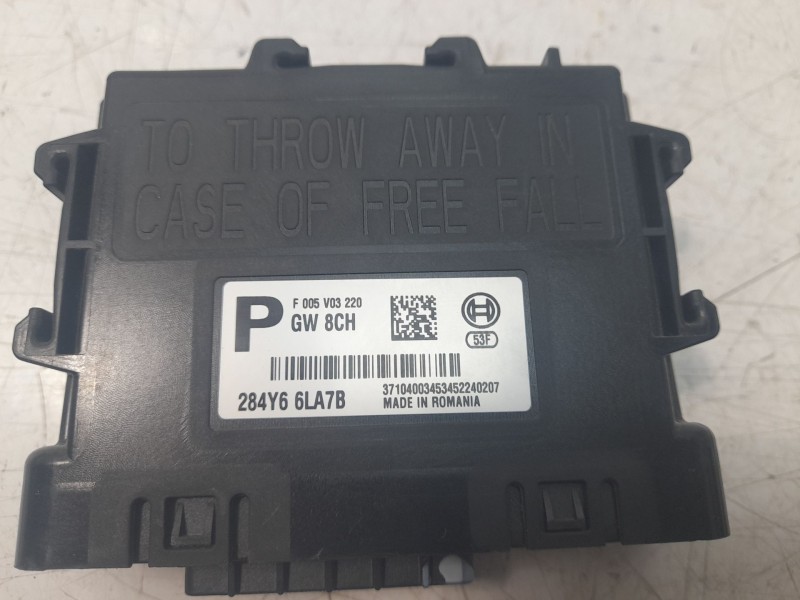 TO THROW AWAY IN
CASE OF FREE FALL
P
F 005 V03 220
GW 8CH
53F
284Y6 6LA7B
37104003453452240207
MADE IN ROMANIA